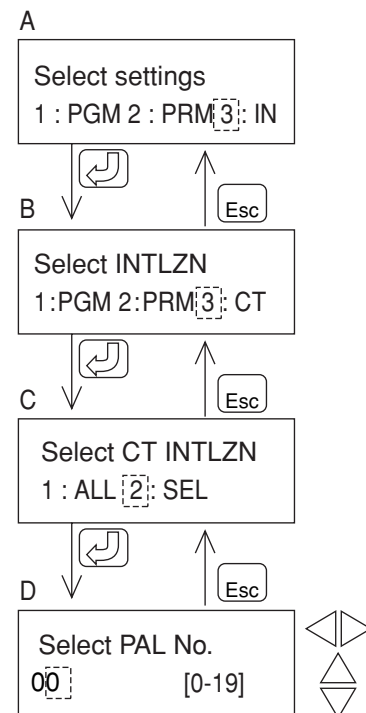 A
Select settings
1 : PGM 2 : PRM 3 : IN
Esc
B
Select INTLZN
1:PGM 2:PRM 3 : CT
Esc
C
Select CT INTLZN
1 : ALL 2 : SEL
Esc
D
Select PAL No.
00 [0-19]